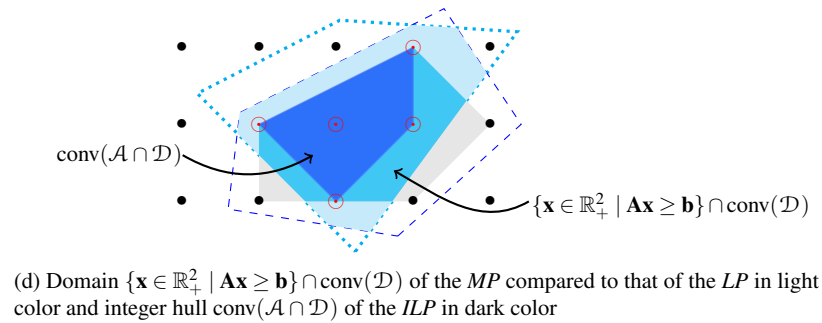 conv(𝒜 ∩ 𝒟)
{𝐱 ∈ ℝ²₊ | 𝐀𝐱 ≥ 𝐛} ∩ conv(𝒟)
(d) Domain {𝐱 ∈ ℝ²₊ | 𝐀𝐱 ≥ 𝐛} ∩ conv(𝒟) of the MP compared to that of the LP in light
color and integer hull conv(𝒜 ∩ 𝒟) of the ILP in dark color